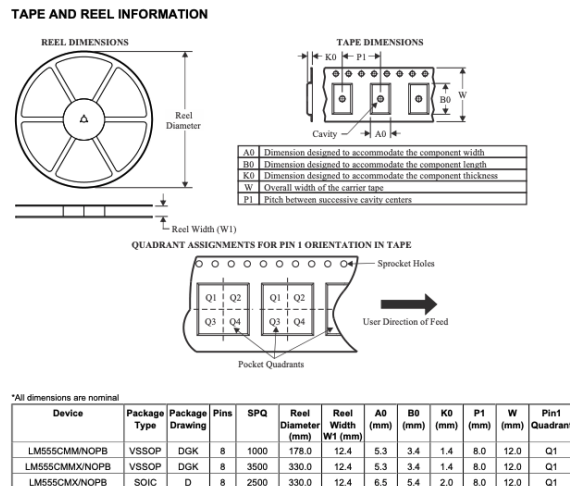 TAPE AND REEL INFORMATION
REEL DIMENSIONS
TAPE DIMENSIONS
K0
P1
W
B0
Reel
Diameter
Cavity
A0
A0 Dimension designed to accommodate the component width
B0 Dimension designed to accommodate the component length
K0 Dimension designed to accommodate the component thickness
W Overall width of the carrier tape
P1 Pitch between successive cavity centers
Reel Width (W1)
QUADRANT ASSIGNMENTS FOR PIN 1 ORIENTATION IN TAPE
Sprocket Holes
Q1 Q2 Q1 Q2
Q3 Q4 Q3 Q4
User Direction of Feed
Pocket Quadrants
*All dimensions are nominal
Device Package Package Pins SPQ Reel Reel A0 B0 K0 P1 W Pin1
Type Drawing Diameter Width (mm) (mm) (mm) (mm) (mm) Quadrant
(mm) W1 (mm)
LM555CMM/NOPB VSSOP DGK 8 1000 178.0 12.4 5.3 3.4 1.4 8.0 12.0 Q1
LM555CMMX/NOPB VSSOP DGK 8 3500 330.0 12.4 5.3 3.4 1.4 8.0 12.0 Q1
LM555CMX/NOPB SOIC D 8 2500 330.0 12.4 6.5 5.4 2.0 8.0 12.0 Q1